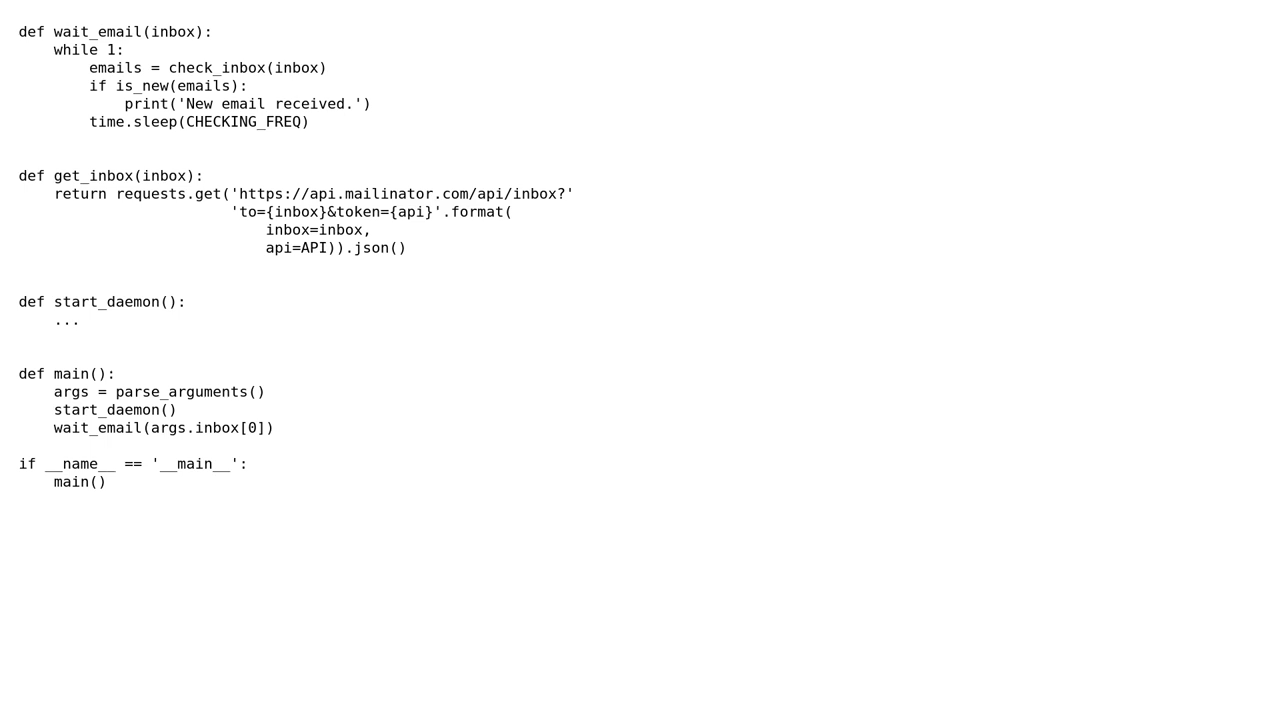 def wait_email(inbox):
    while 1:
        emails = check_inbox(inbox)
        if is_new(emails):
            print('New email received.')
        time.sleep(CHECKING_FREQ)


def get_inbox(inbox):
    return requests.get('https://api.mailinator.com/api/inbox?'
                        'to={inbox}&token={api}'.format(
                            inbox=inbox,
                            api=API)).json()


def start_daemon():
    ...


def main():
    args = parse_arguments()
    start_daemon()
    wait_email(args.inbox[0])

if __name__ == '__main__':
    main()